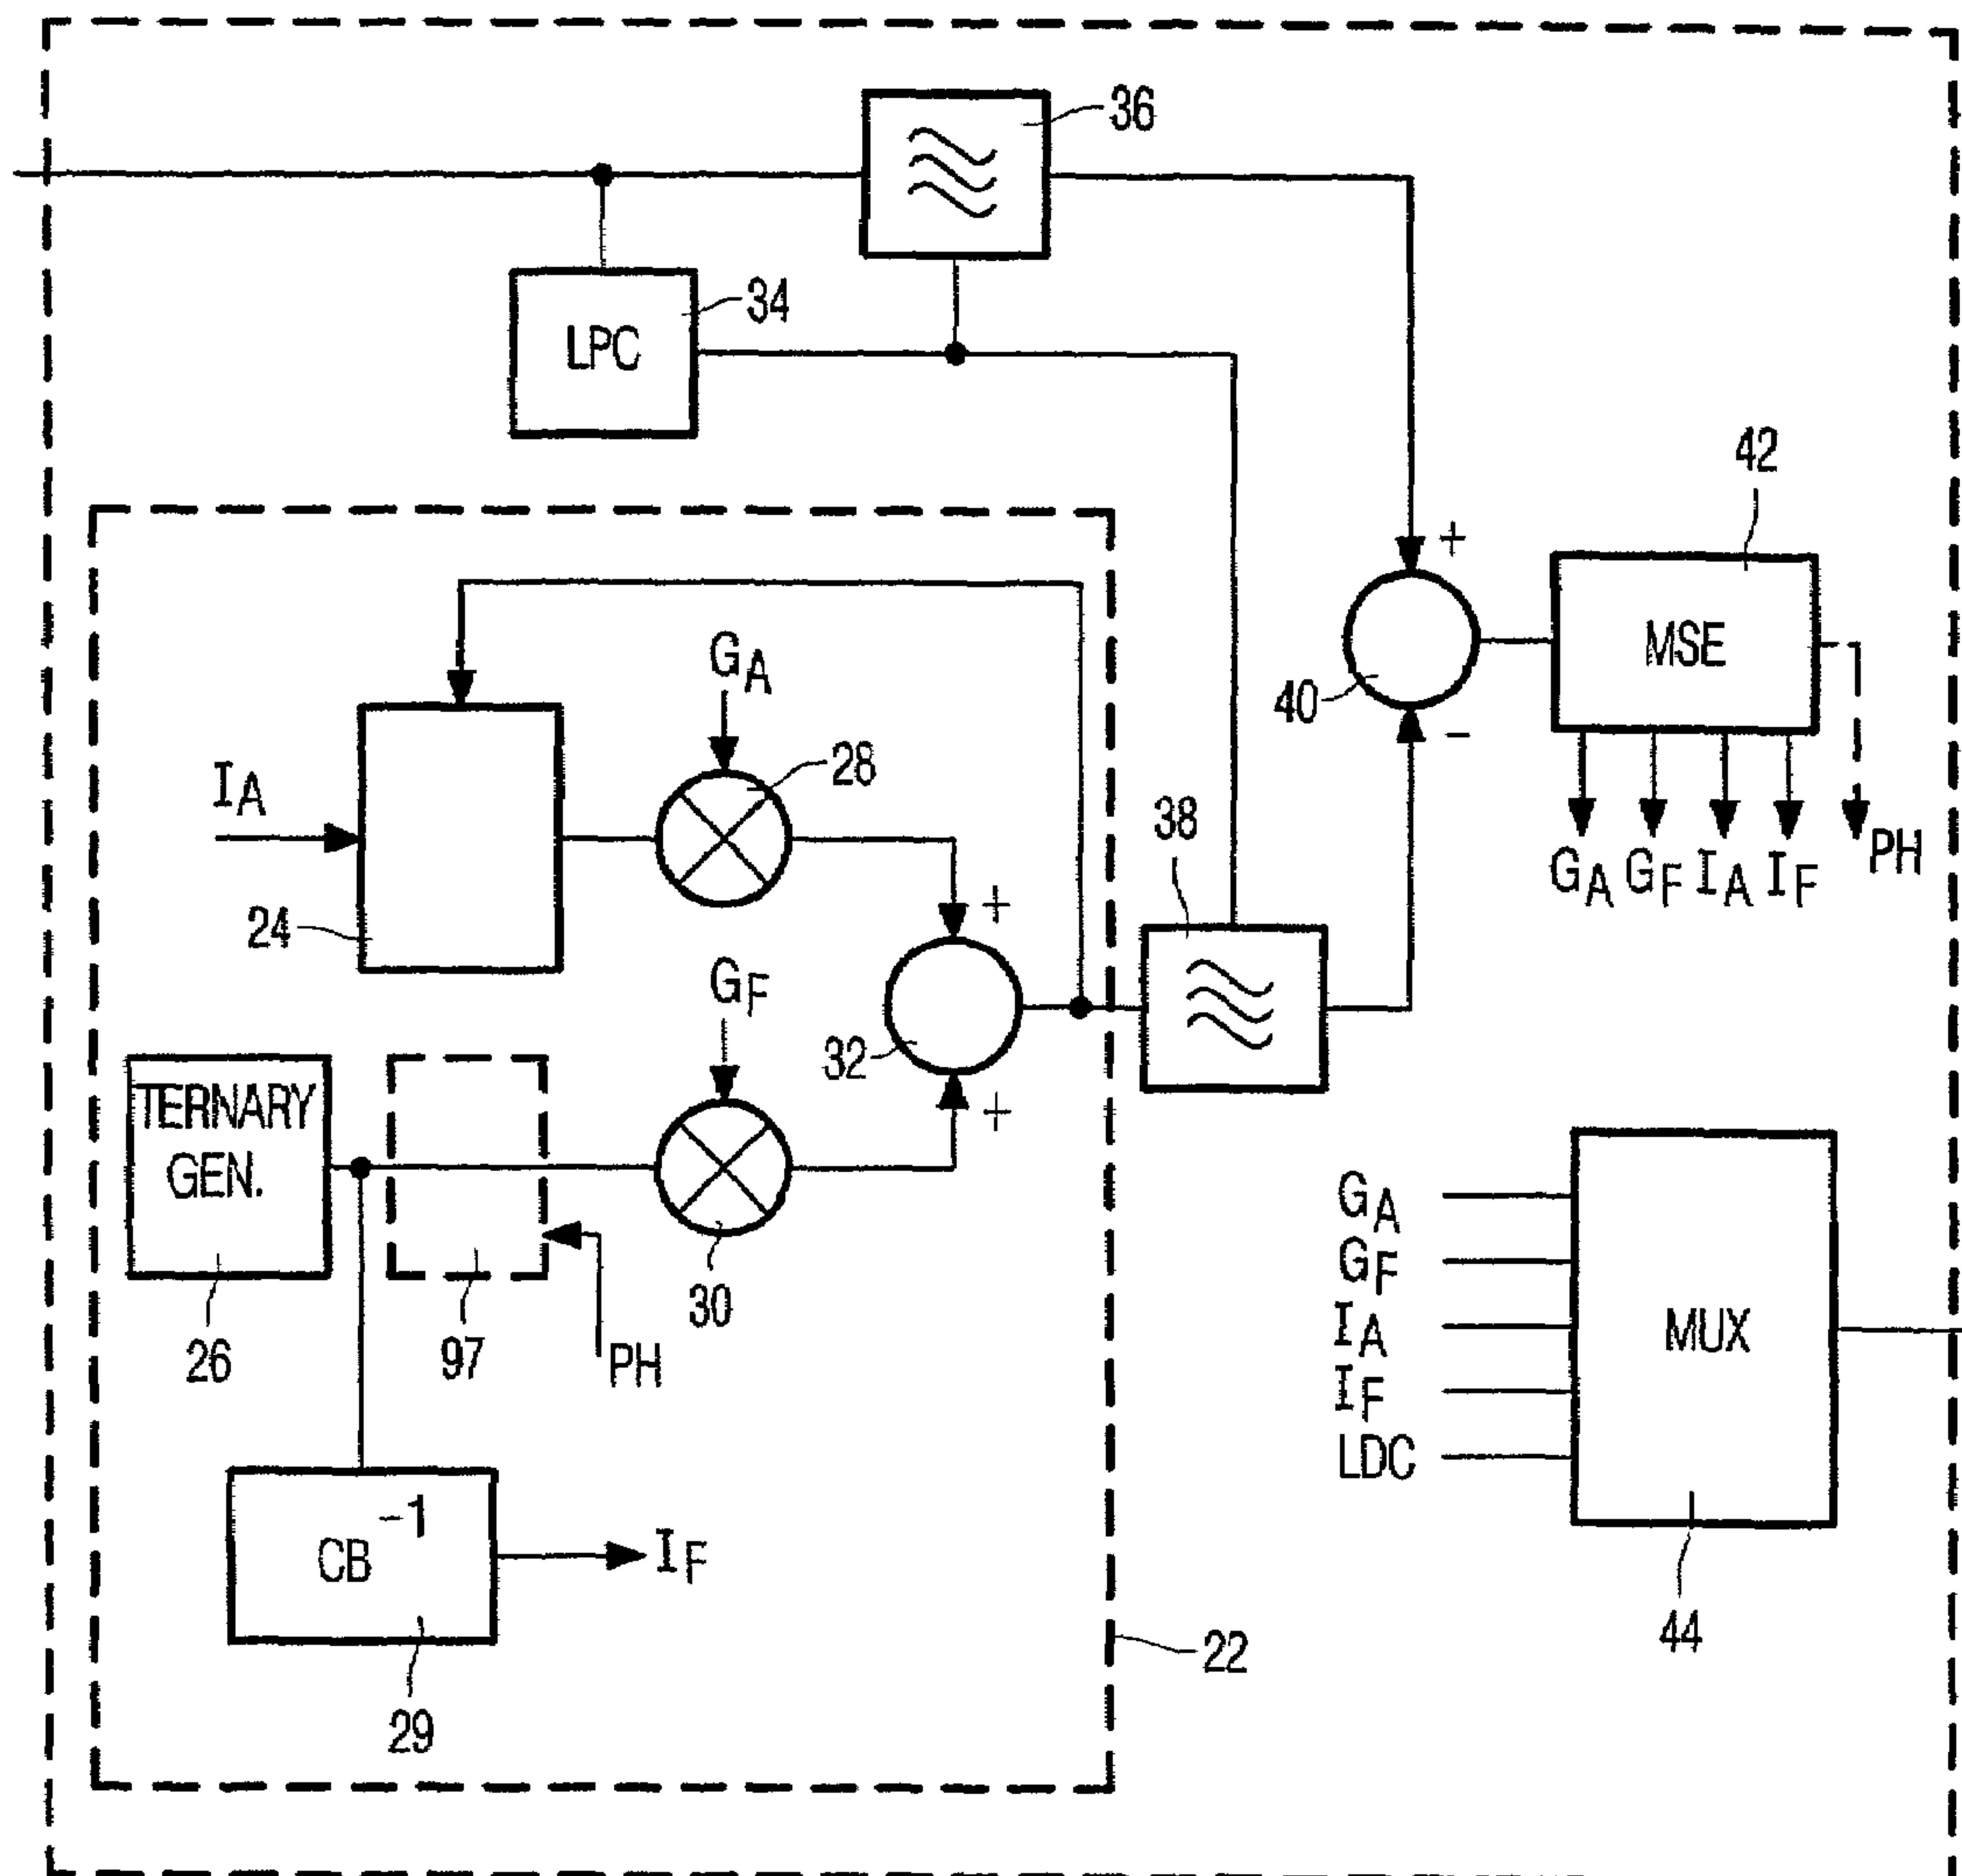 36
34
LPC
42
+
MSE
40
-
GA
28
IA
38
GA GF IA IF
PH
24
+
GF
32
TERNARY
GEN.
+
GA
GF
IA
IF
LDC
MUX
26
97
30
PH
CB-1
IF
22
44
29